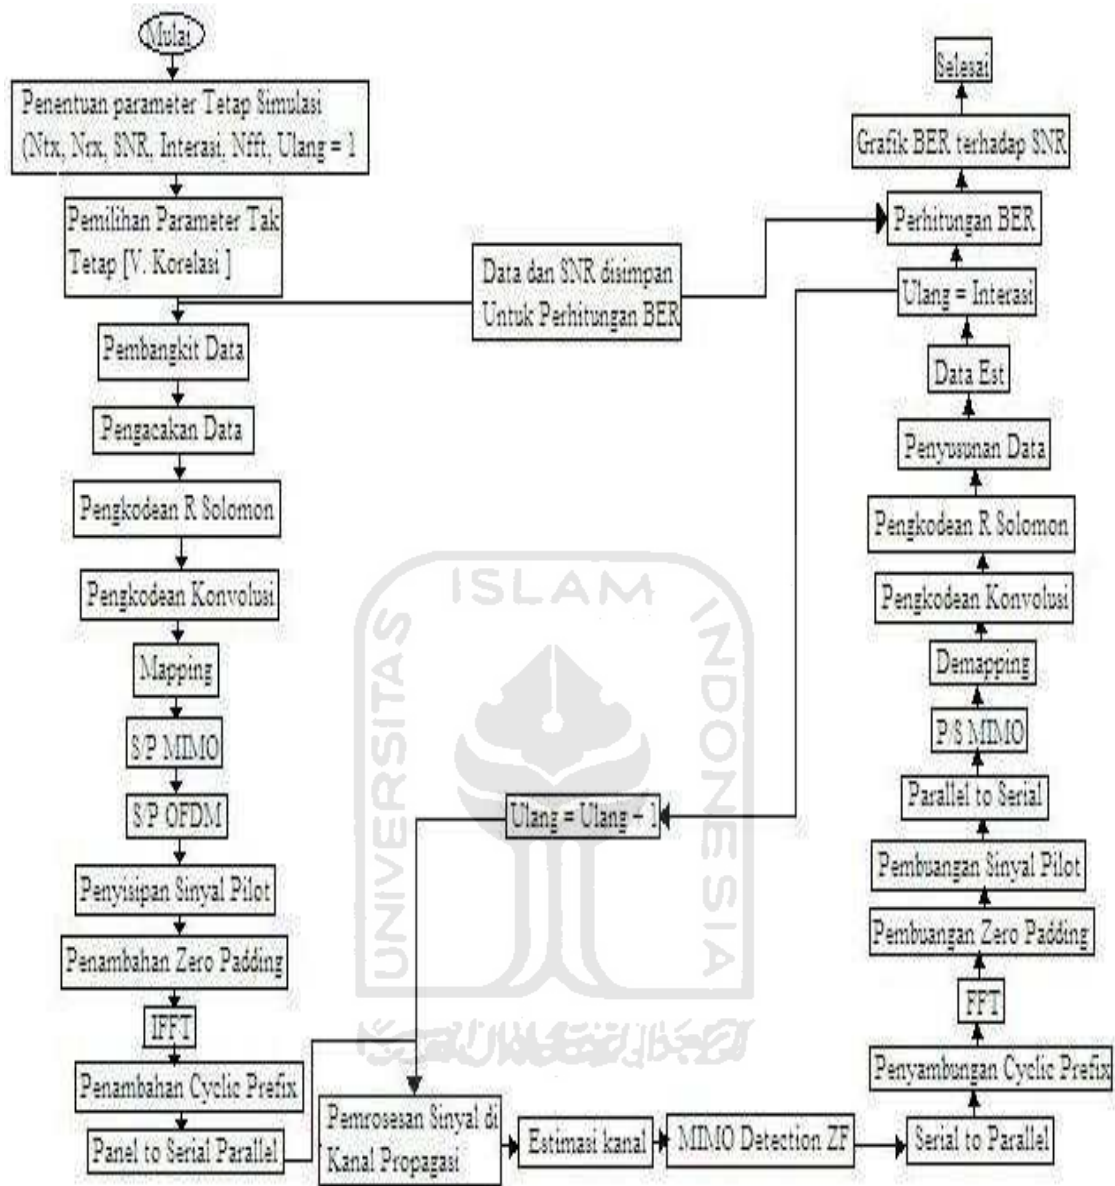 Mulai
Penentuan parameter Tetap Simulasi
(Ntx, Nrx, SNR, Interasi, Nfft, Ulang = 1
Pemilihan Parameter Tak
Tetap [V. Korelasi ]
Data dan SNR disimpan
Untuk Perhitungan BER
Pembangkit Data
Pengacakan Data
Pengkodean R Solomon
Pengkodean Konvolusi
Mapping
S/P MIMO
S/P OFDM
Penyisipan Sinyal Pilot
Penambahan Zero Padding
IFFT
Penambahan Cyclic Prefix
Panel to Serial Parallel
Pemrosesan Sinyal di
Kanal Propagasi
Estimasi kanal
MIMO Detection ZF
Serial to Parallel
Penyambungan Cyclic Prefix
FFT
Pembuangan Zero Padding
Pembuangan Sinyal Pilot
Parallel to Serial
P/S MIMO
Demapping
Pengkodean Konvolusi
Pengkodean R Solomon
Penyusunan Data
Data Est
Ulang = Interasi
Ulang = Ulang + 1
Perhitungan BER
Grafik BER terhadap SNR
Selesai
UNIVERSITAS
ISLAM
INDONESIA